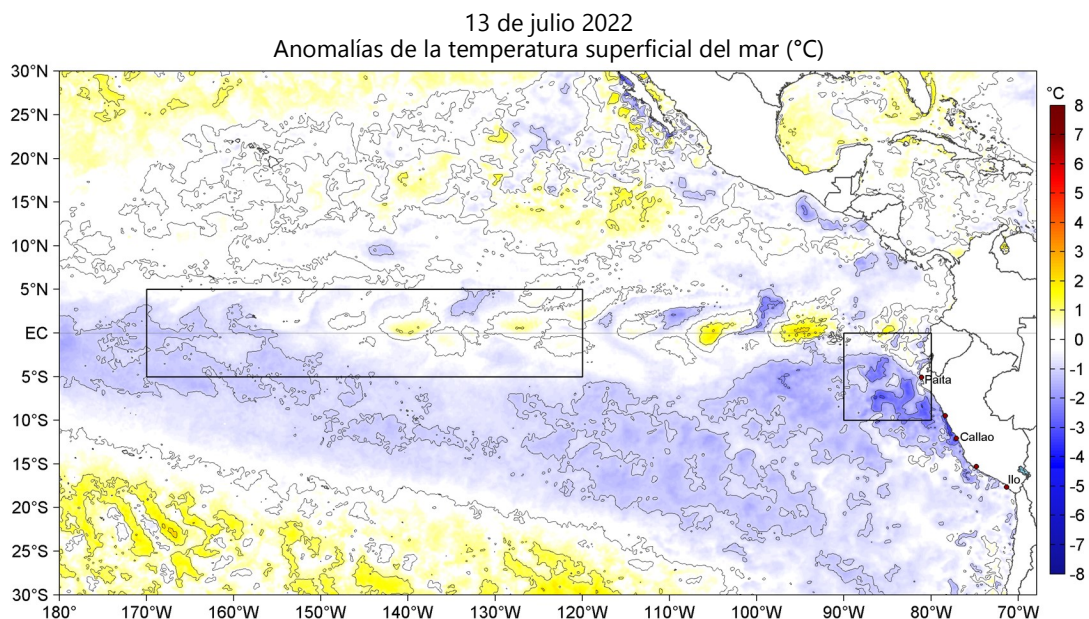 13 de julio 2022
Anomalías de la temperatura superficial del mar (°C)
30°N
25°N
20°N
15°N
10°N
5°N
EC
5°S
10°S
15°S
20°S
25°S
30°S
180
170°W
160°W
150°W
140°W
130°W
120°W
110°W
100°W
90°W
80°W
70°W
Paita
Callao
Ilo
°C
8
7
6
5
4
3
2
1
0
-1
-2
-3
-4
-5
-6
-7
-8